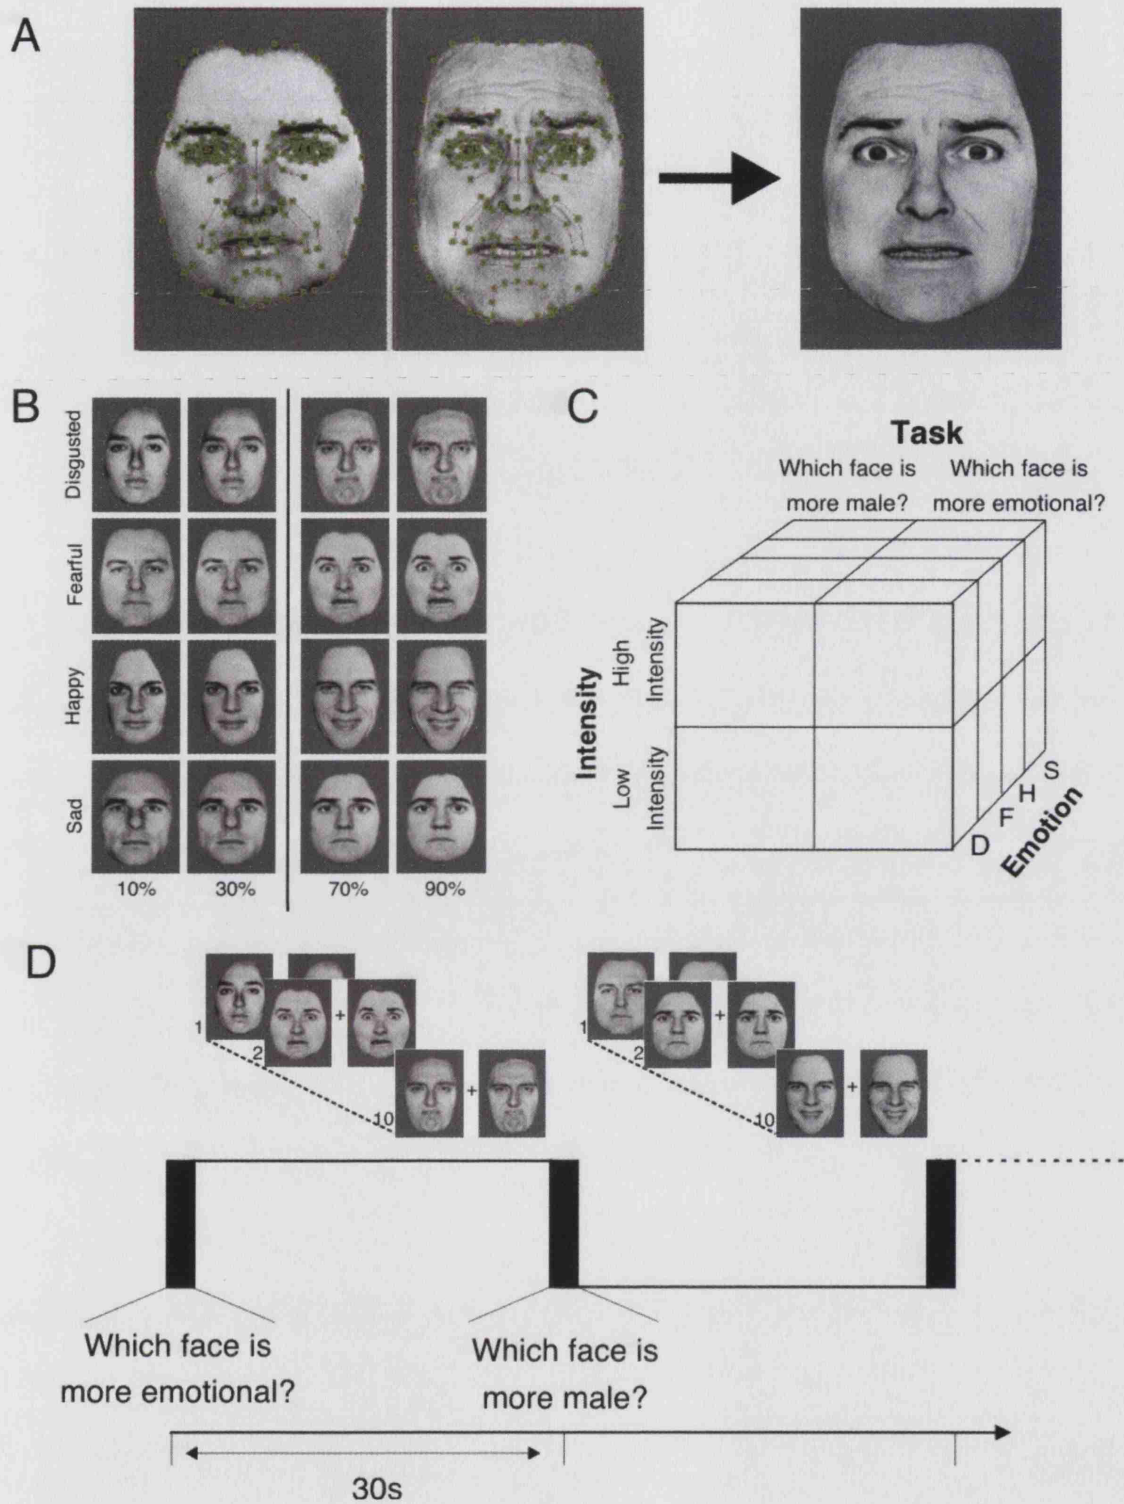 A
B
Disgusted
Fearful
Happy
Sad
10%
30%
70%
90%
C
Task
Which face is
more male?
Which face is
more emotional?
Intensity
High
Intensity
Low
Intensity
D
F
H
S
Emotion
D
1
2
+
10
+
1
2
+
10
+
Which face is
more emotional?
Which face is
more male?
30s